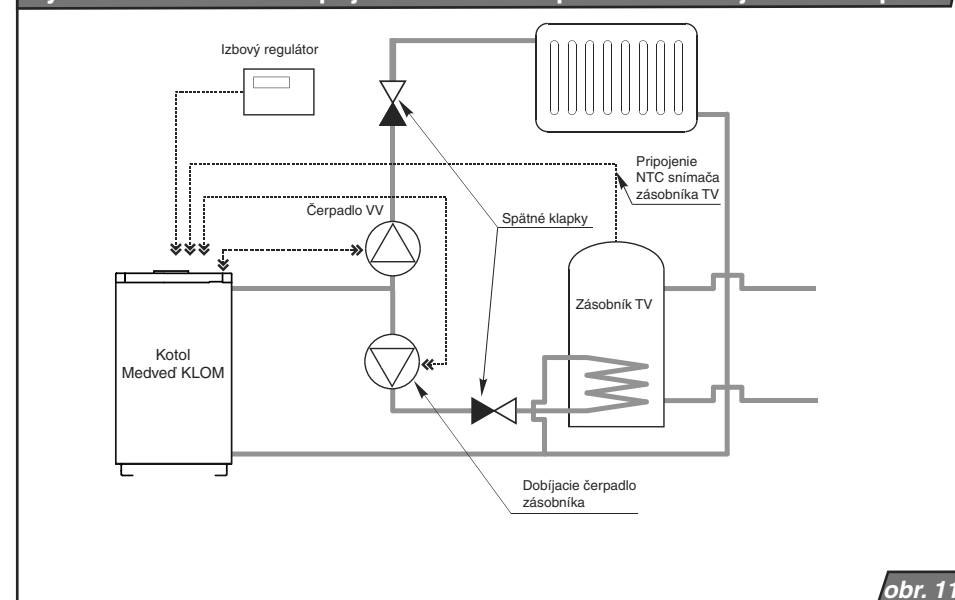 Izbový regulátor
Pripojenie
NTC snímača
zásobníka TV
Čerpadlo VV
Spätné klapky
Zásobník TV
Kotol
Medveď KLOM
Dobíjacie čerpadlo
zásobníka
obr. 11